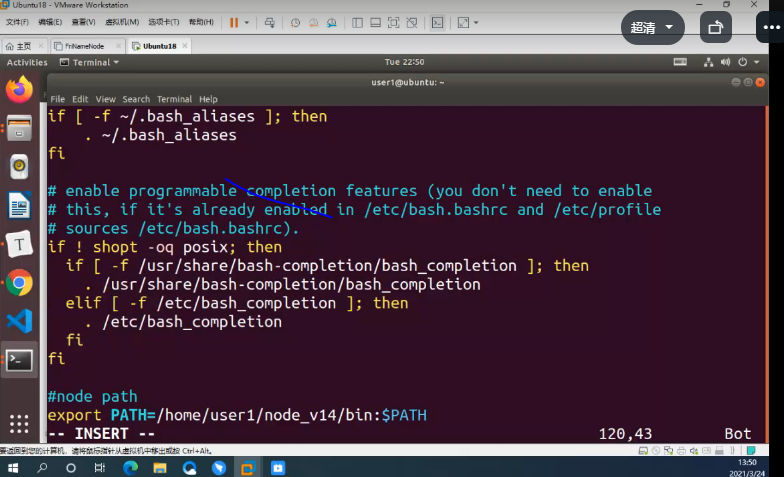 Ubuntu18 - VMware Workstation
文件(F) 编辑(E) 查看(V) 虚拟机(M) 选项卡(T) 帮助(H)
超清
主页 FriNameNode Ubuntu18
Activities Terminal Tue 22:50
user1@ubuntu: ~
File Edit View Search Terminal Help
if [ -f ~/.bash_aliases ]; then
. ~/.bash_aliases
fi
# enable programmable completion features (you don't need to enable
# this, if it's already enabled in /etc/bash.bashrc and /etc/profile
# sources /etc/bash.bashrc).
if ! shopt -oq posix; then
if [ -f /usr/share/bash-completion/bash_completion ]; then
. /usr/share/bash-completion/bash_completion
elif [ -f /etc/bash_completion ]; then
. /etc/bash_completion
fi
fi
#node path
export PATH=/home/user1/node_v14/bin:$PATH
-- INSERT -- 120,43 Bot
要返回到您的计算机，请将鼠标指针从虚拟机中移出或按 Ctrl+Alt。
13:50
2021/3/24